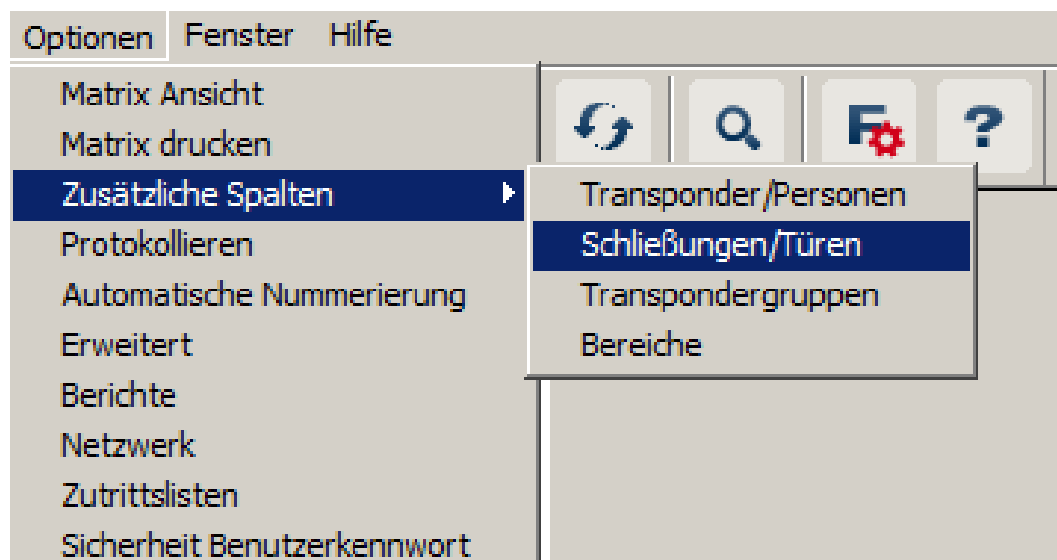 Optionen Fenster Hilfe
Matrix Ansicht
Matrix drucken
Zusätzliche Spalten
Protokollieren
Automatische Nummerierung
Erweitert
Berichte
Netzwerk
Zutrittslisten
Sicherheit Benutzerkennwort
F ?
Transponder/Personen
Schließungen/Türen
Transpondergruppen
Bereiche